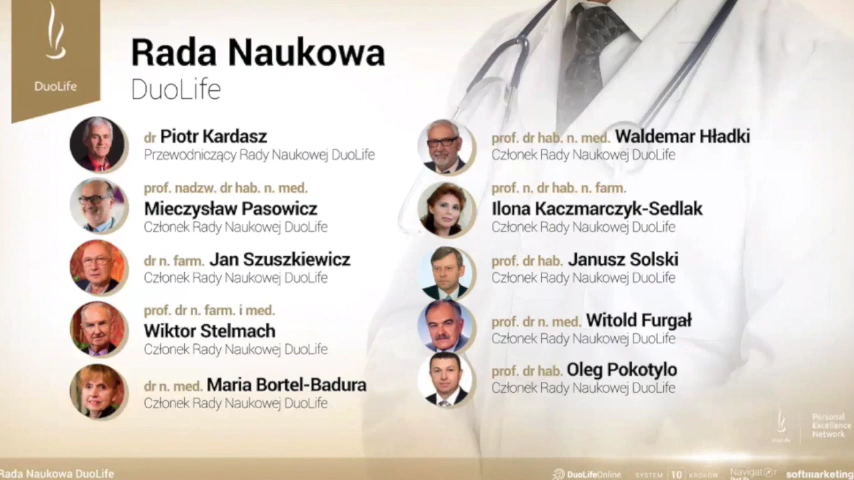 DuoLife
Rada Naukowa
DuoLife
dr Piotr Kardasz
Przewodniczący Rady Naukowej DuoLife
prof. nadzw. dr hab. n. med.
Mieczysław Pasowicz
Członek Rady Naukowej DuoLife
dr n. farm. Jan Szuszkiewicz
Członek Rady Naukowej DuoLife
prof. dr n. farm. i med.
Wiktor Stelmach
Członek Rady Naukowej DuoLife
dr n. med. Maria Bortel-Badura
Członek Rady Naukowej DuoLife
prof. dr hab. n. med. Waldemar Hładki
Członek Rady Naukowej DuoLife
prof. n. dr hab. n. farm.
Ilona Kaczmarczyk-Sedlak
Członek Rady Naukowej DuoLife
prof. dr hab. Janusz Solski
Członek Rady Naukowej DuoLife
prof. dr n. med. Witold Furgał
Członek Rady Naukowej DuoLife
prof. dr hab. Oleg Pokotylo
Członek Rady Naukowej DuoLife
DuoLife
Personal
Excellence
Network
Rada Naukowa DuoLife
DuoLifeOnline
SYSTEM 10 KROKÓW
Navigator
softmarketing